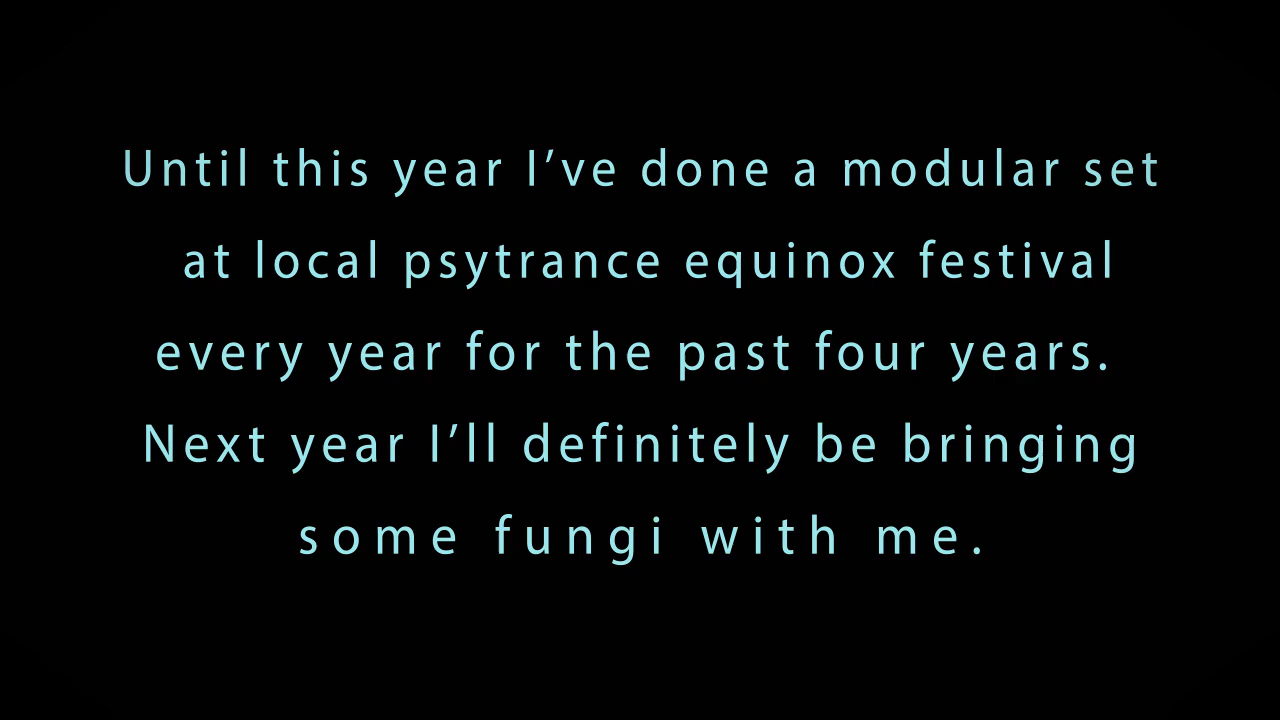 Until this year I’ve done a modular set
at local psytrance equinox festival
every year for the past four years.
Next year I’ll definitely be bringing
some fungi with me.